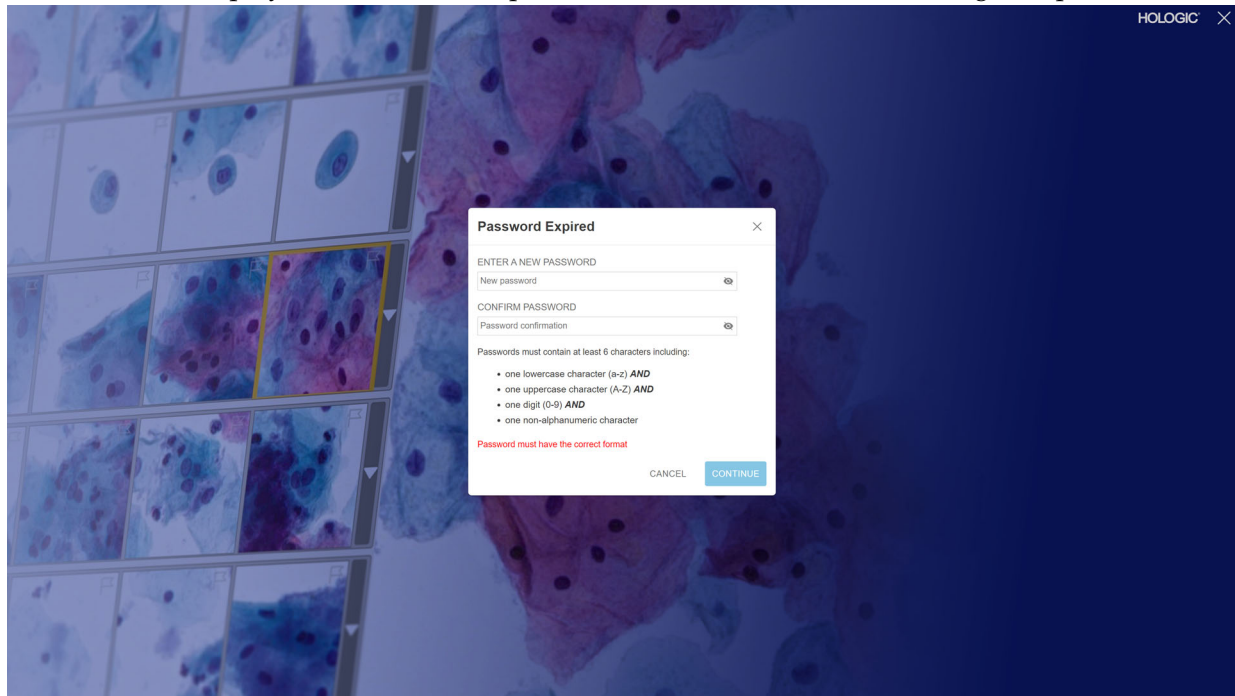 HOLOGIC
Password Expired
ENTER A NEW PASSWORD
New password
CONFIRM PASSWORD
Password confirmation
Passwords must contain at least 6 characters including:
• one lowercase character (a-z) AND
• one uppercase character (A-Z) AND
• one digit (0-9) AND
• one non-alphanumeric character
Password must have the correct format
CANCEL CONTINUE